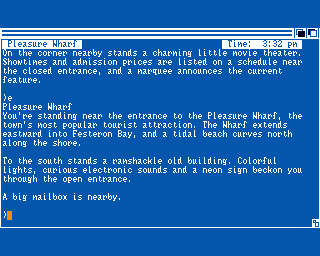 Pleasure Wharf Time: 3:32 pm
On the corner nearby stands a charming little movie theater.
Showtimes and admission prices are listed on a schedule near
the closed entrance, and a marquee announces the current
feature.
>e
Pleasure Wharf
You're standing near the entrance to the Pleasure Wharf, the
town's most popular tourist attraction. The Wharf extends
eastward into Festeron Bay, and a tidal beach curves north
along the shore.
To the south stands a ramshackle old building. Colorful
lights, curious electronic sounds and a neon sign beckon you
through the open entrance.
A big mailbox is nearby.
>